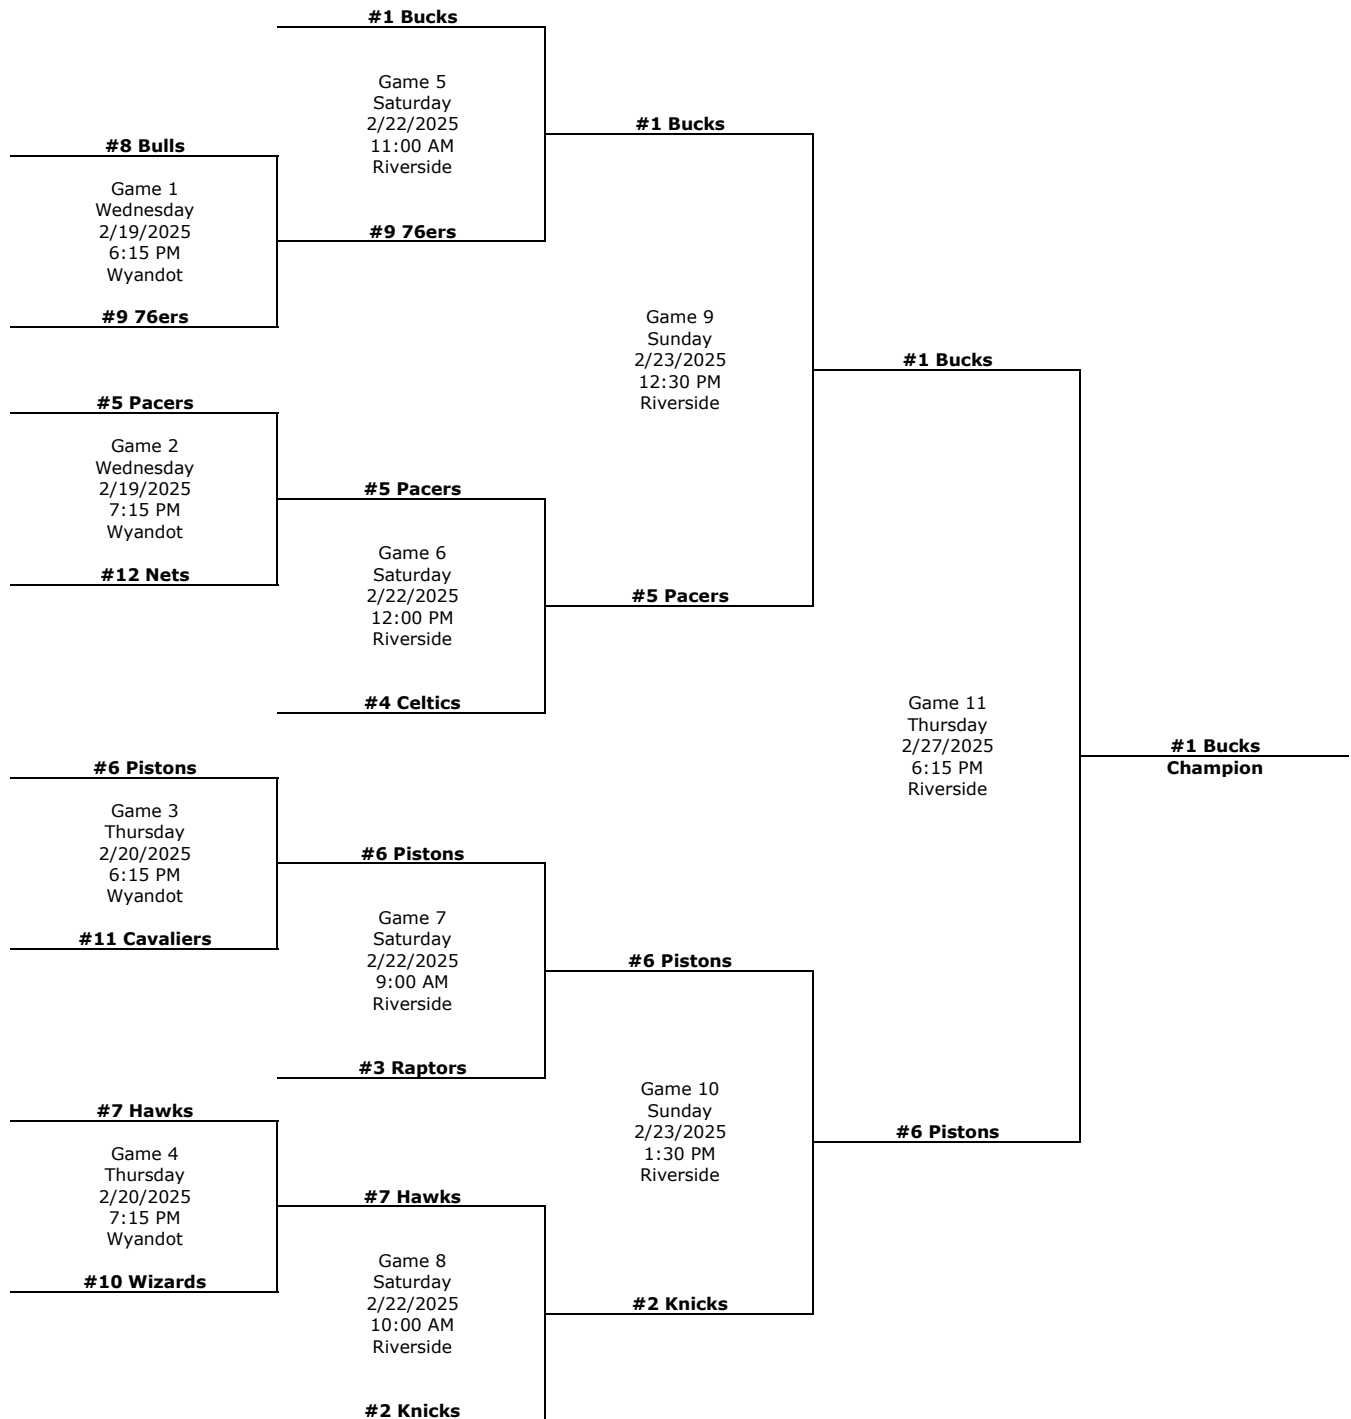 #1 Bucks
Game 5
Saturday
2/22/2025
11:00 AM
Riverside
#1 Bucks
#8 Bulls
Game 1
Wednesday
2/19/2025
6:15 PM
Wyandot
#9 76ers
#9 76ers
Game 9
Sunday
2/23/2025
12:30 PM
Riverside
#1 Bucks
#5 Pacers
Game 2
Wednesday
2/19/2025
7:15 PM
Wyandot
#5 Pacers
#12 Nets
Game 6
Saturday
2/22/2025
12:00 PM
Riverside
#5 Pacers
#4 Celtics
Game 11
Thursday
2/27/2025
6:15 PM
Riverside
#1 Bucks
Champion
#6 Pistons
Game 3
Thursday
2/20/2025
6:15 PM
Wyandot
#6 Pistons
#11 Cavaliers
Game 7
Saturday
2/22/2025
9:00 AM
Riverside
#6 Pistons
#3 Raptors
Game 10
Sunday
2/23/2025
1:30 PM
Riverside
#6 Pistons
#7 Hawks
Game 4
Thursday
2/20/2025
7:15 PM
Wyandot
#7 Hawks
#10 Wizards
Game 8
Saturday
2/22/2025
10:00 AM
Riverside
#2 Knicks
#2 Knicks